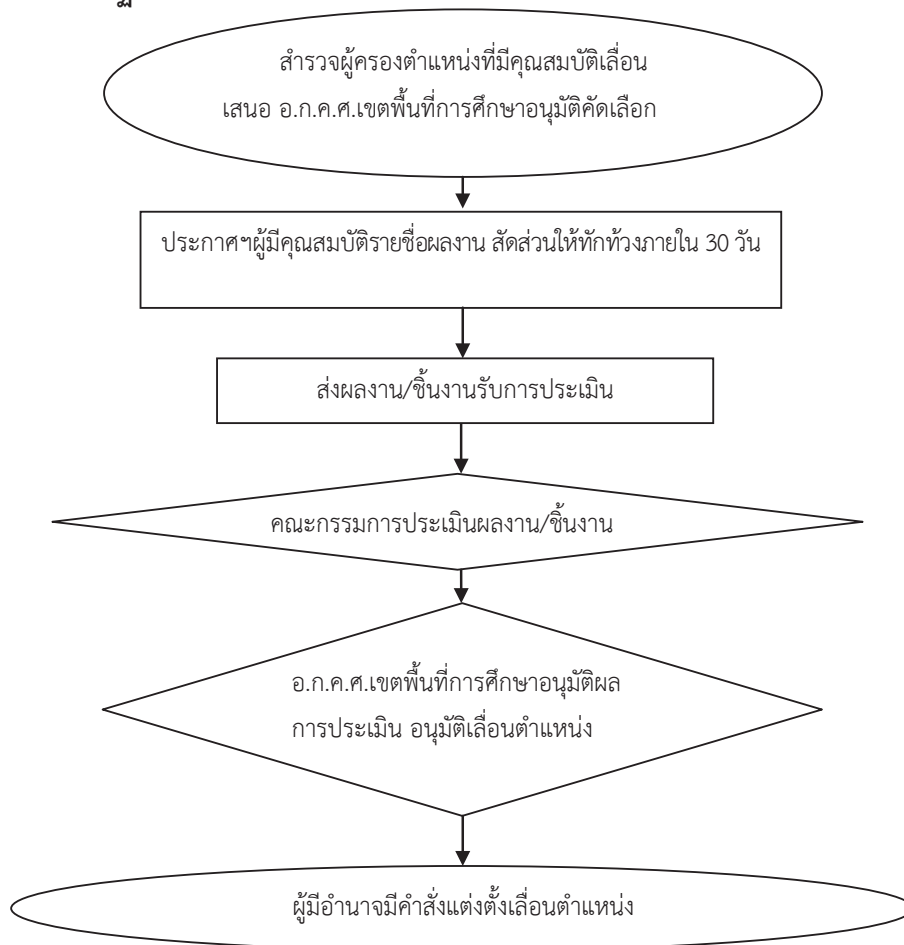 สำรวจผู้ครองตำแหน่งที่มีคุณสมบัติเลื่อน
เสนอ อ.ก.ค.ศ.เขตพื้นที่การศึกษาอนุมัติคัดเลือก
ประกาศฯผู้มีคุณสมบัติรายชื่อผลงาน สัดส่วนให้ทักท้วงภายใน 30 วัน
ส่งผลงาน/ชิ้นงานรับการประเมิน
คณะกรรมการประเมินผลงาน/ชิ้นงาน
อ.ก.ค.ศ.เขตพื้นที่การศึกษาอนุมัติผล
การประเมิน อนุมัติเลื่อนตำแหน่ง
ผู้มีอำนาจมีคำสั่งแต่งตั้งเลื่อนตำแหน่ง